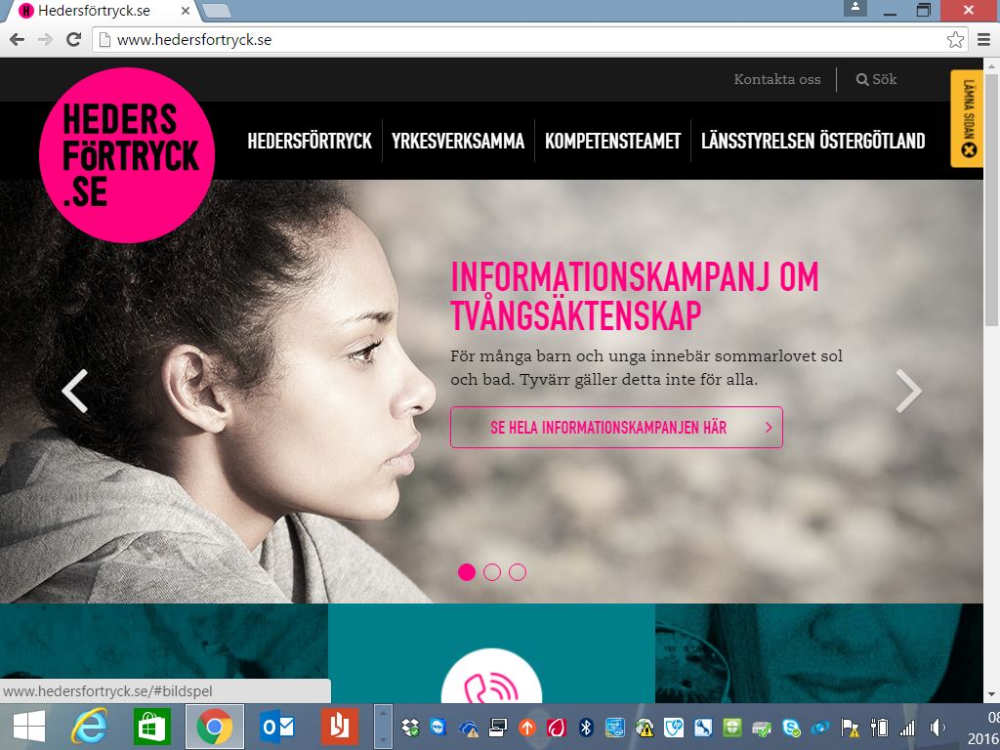 Hedersförtryck.se
www.hedersfortryck.se
Kontakta oss
Sök
LÄMNA SIDAN
HEDERS
FÖRTRYCK
.SE
HEDERSFÖRTRYCK
YRKESVERKSAMMA
KOMPETENSTEAMET
LÄNSSTYRELSEN ÖSTERGÖTLAND
INFORMATIONSKAMPANJ OM
TVÅNGSÄKTENSKAP
För många barn och unga innebär sommarlovet sol
och bad. Tyvärr gäller detta inte för alla.
SE HELA INFORMATIONSKAMPANJEN HÄR
www.hedersfortryck.se/#bildspel
08
2016